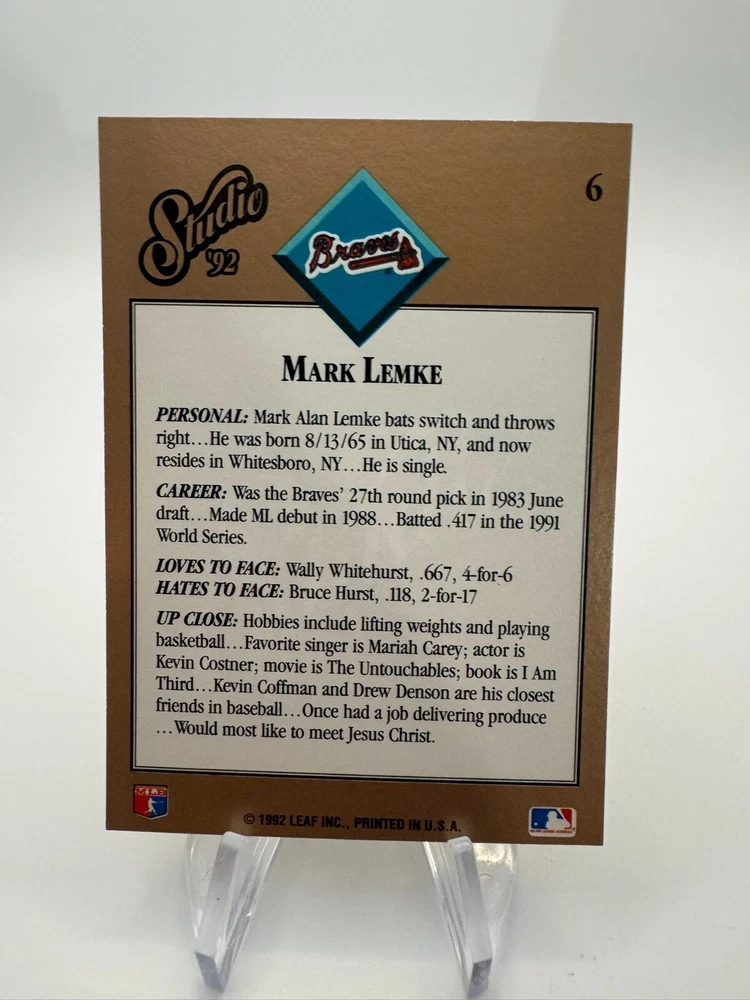 Studio
'92
6
Braves
MARK LEMKE
PERSONAL: Mark Alan Lemke bats switch and throws
right...He was born 8/13/65 in Utica, NY, and now
resides in Whitesboro, NY...He is single.
CAREER: Was the Braves' 27th round pick in 1983 June
draft...Made ML debut in 1988...Batted .417 in the 1991
World Series.
LOVES TO FACE: Wally Whitehurst, .667, 4-for-6
HATES TO FACE: Bruce Hurst, .118, 2-for-17
UP CLOSE: Hobbies include lifting weights and playing
basketball...Favorite singer is Mariah Carey; actor is
Kevin Costner; movie is The Untouchables; book is I Am
Third...Kevin Coffman and Drew Denson are his closest
friends in baseball...Once had a job delivering produce
...Would most like to meet Jesus Christ.
MLB
© 1992 LEAF INC., PRINTED IN U.S.A.
MAJOR LEAGUE BASEBALL